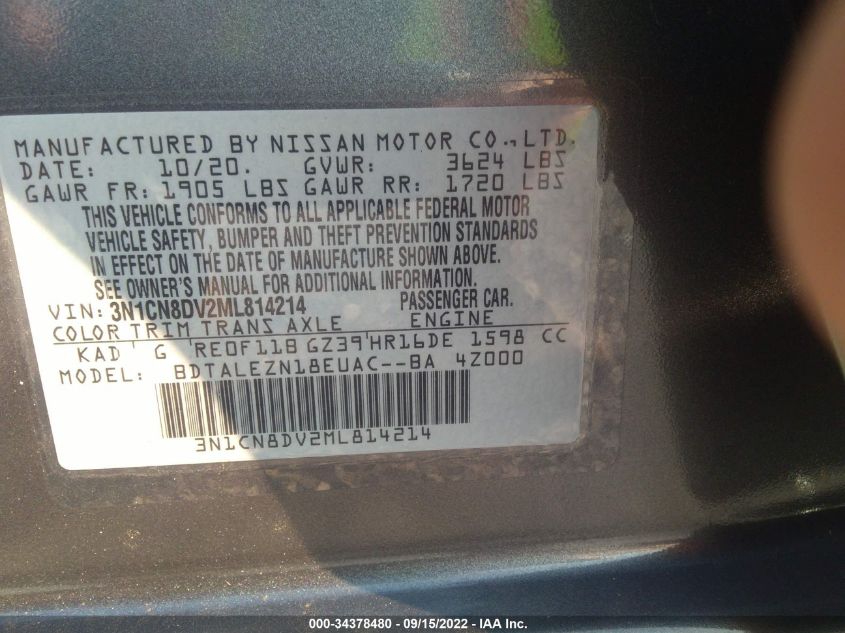 MANUFACTURED BY NISSAN MOTOR CO., LTD.
DATE: 10/20. GVWR: 3624 LBS
GAWR FR: 1905 LBS GAWR RR: 1720 LBS
THIS VEHICLE CONFORMS TO ALL APPLICABLE FEDERAL MOTOR
VEHICLE SAFETY, BUMPER AND THEFT PREVENTION STANDARDS
IN EFFECT ON THE DATE OF MANUFACTURE SHOWN ABOVE.
SEE OWNER'S MANUAL FOR ADDITIONAL INFORMATION.
VIN: 3N1CN8DV2ML814214 PASSENGER CAR.
COLOR TRIM TRANS AXLE ENGINE
KAD G RE0F11B GZ39 HR16DE 1598 CC
MODEL: BDTALEZN18EUAC--BA 4Z000
3N1CN8DV2ML814214
000-34378480 - 09/15/2022 - IAA Inc.